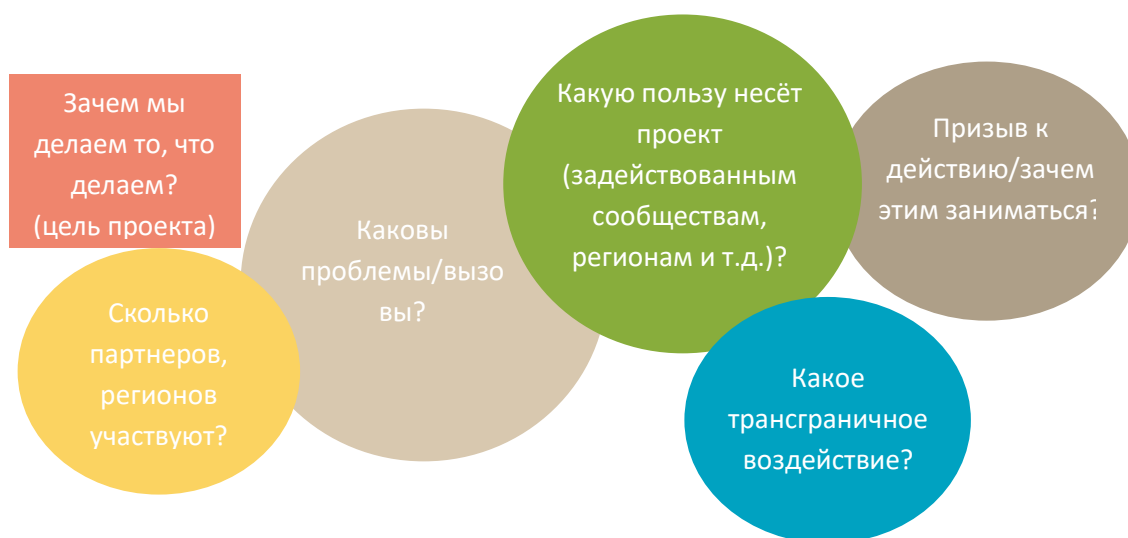 Зачем мы
делаем то, что
делаем?
(цель проекта)
Сколько
партнеров,
регионов
участвуют?
Каковы
проблемы/вызо
вы?
Какую пользу несёт
проект
(задействованным
сообществам,
регионам и т.д.)?
Какое
трансграничное
воздействие?
Призыв к
действию/зачем
этим заниматься?